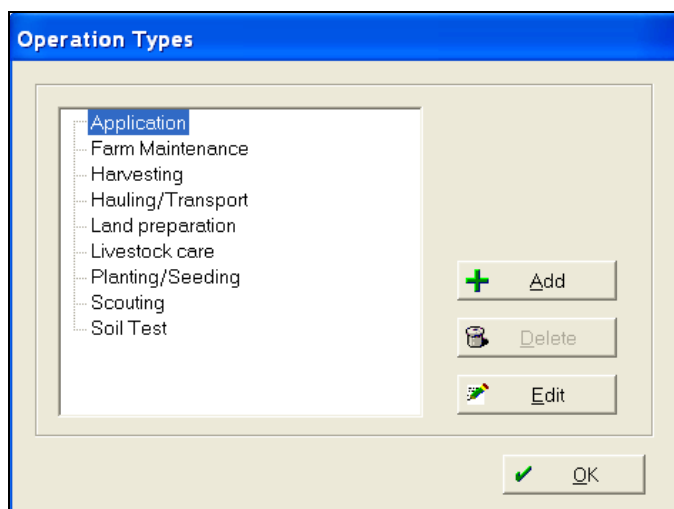 Operation Types
Application
Farm Maintenance
Harvesting
Hauling/Transport
Land preparation
Livestock care
Planting/Seeding
Scouting
Soil Test
Add
Delete
Edit
OK